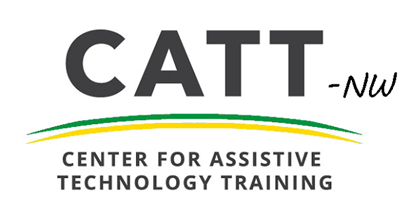 CATT -NW
CENTER FOR ASSISTIVE
TECHNOLOGY TRAINING